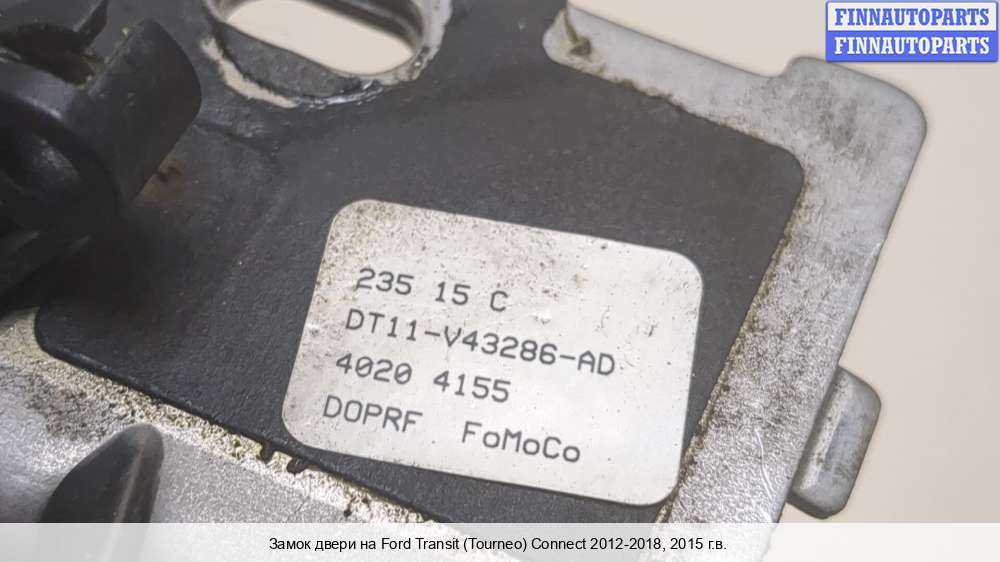 FINNAUTOPARTS
FINNAUTOPARTS
235 15 C
DT11-V43286-AD
4020 4155
DOPRF FoMoCo
Замок двери на Ford Transit (Tourneo) Connect 2012-2018, 2015 г.в.